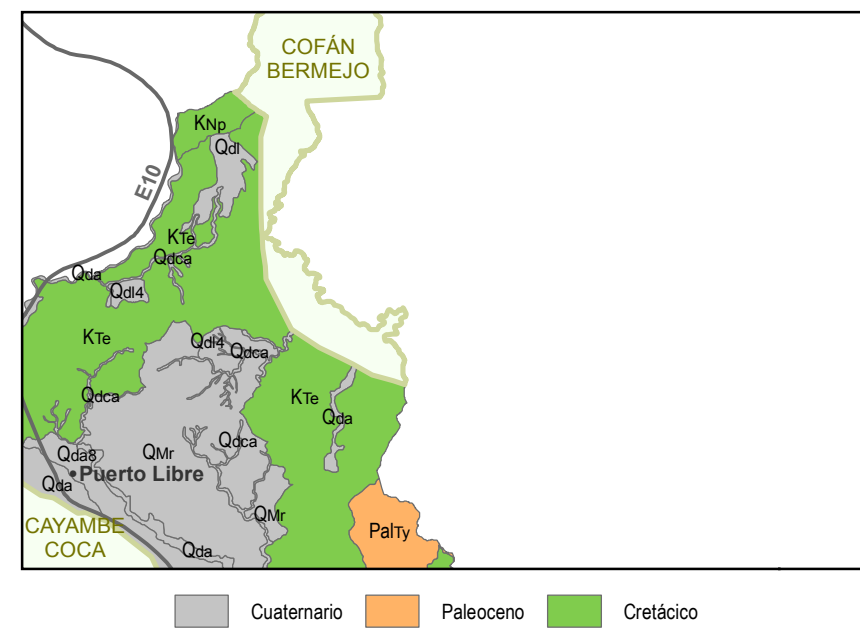 COFÁN
BERMEJO
KNp
Qdl
E10
KTe
Qdca
Qda
Qdl4
KTe
Qdl4
Qdca
Qdca
KTe
Qda
Qdca
Qda8
QMr
Puerto Libre
Qda
QMr
CAYAMBE
COCA
PalTy
Qda
Cuaternario
Paleoceno
Cretácico